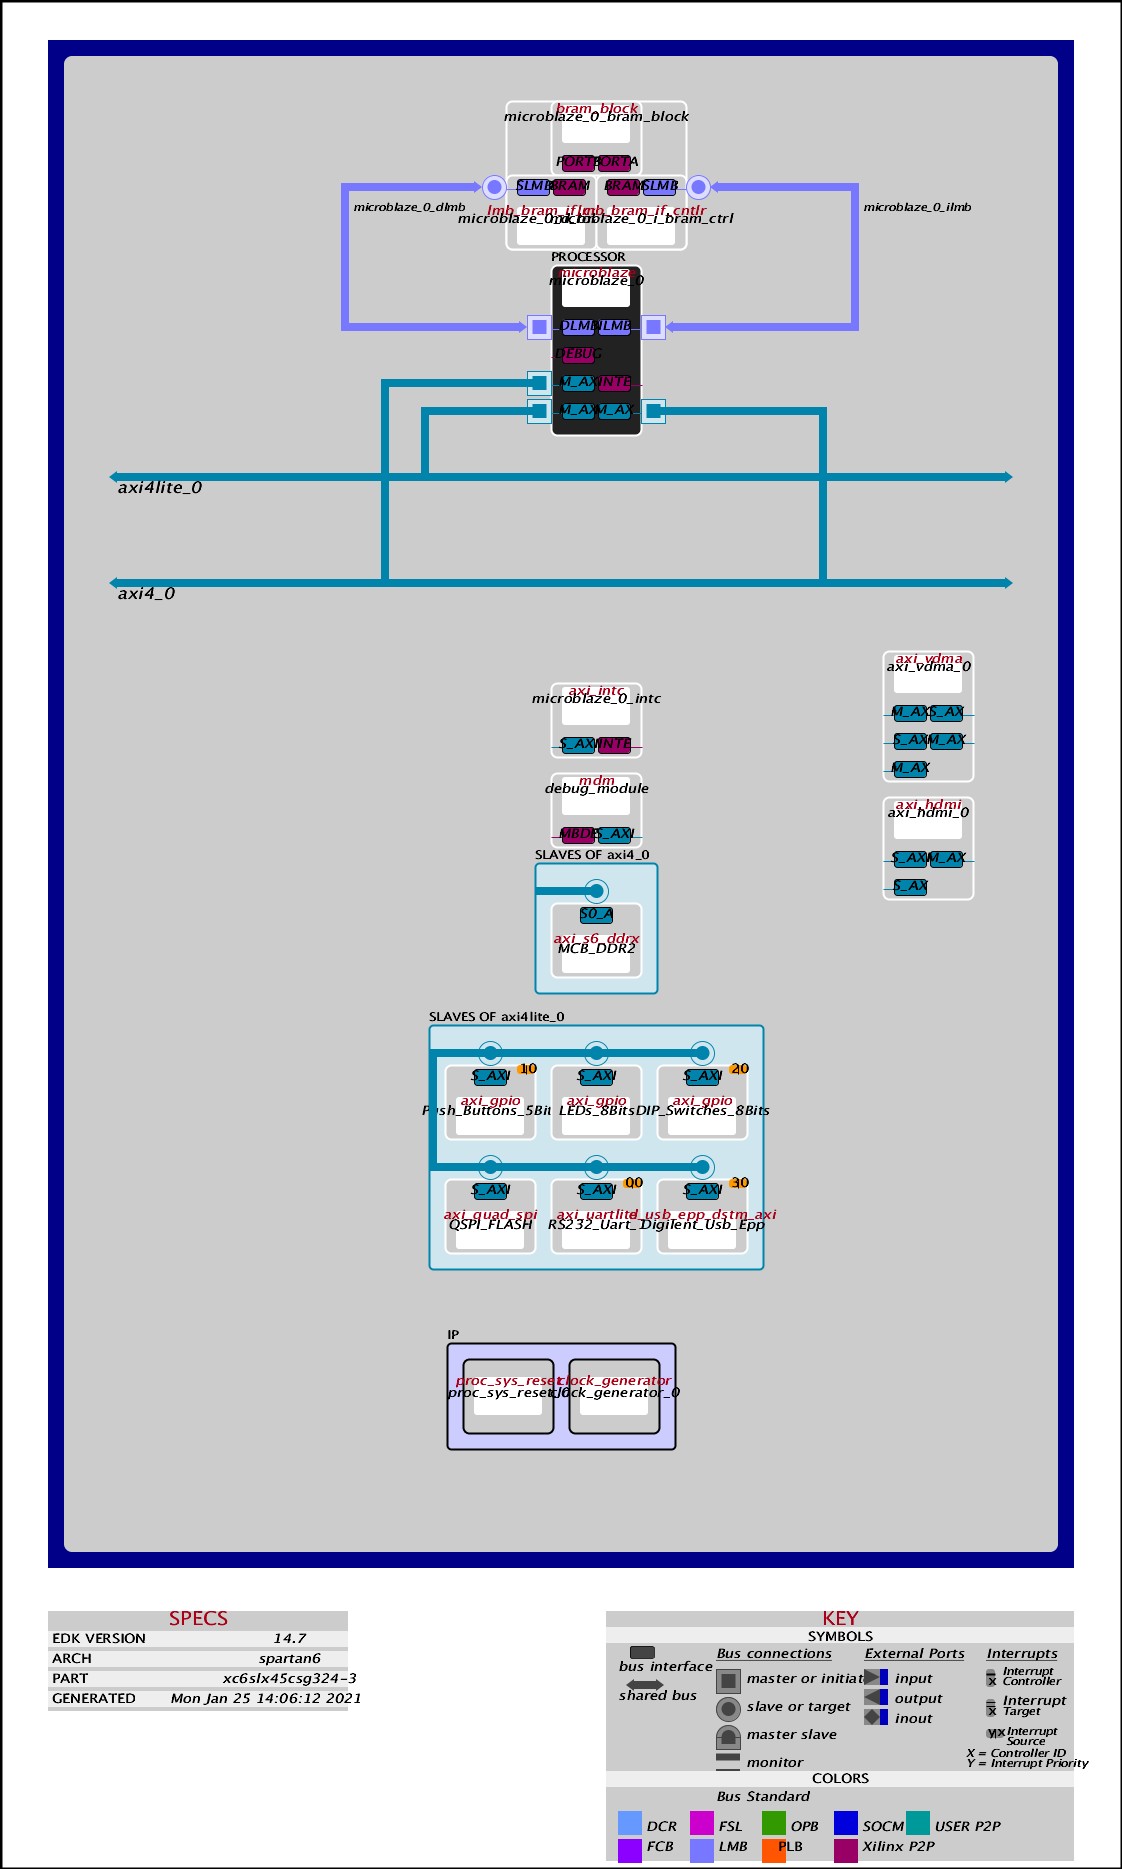 bram_block
microblaze_0_bram_block
PORTA
SLMB BRAM BRAM SLMB
microblaze_0_dlmb
microblaze_0_ilmb
lmb_bram_if_cntlr
microblaze_0_i_bram_ctrl
PROCESSOR
microblaze
microblaze_0
DLMB ILMB
DEBUG
M_AX INTE
M_AX M_AX
axi4lite_0
axi4_0
axi_vdma
axi_vdma_0
M_AX S_AX
S_AX M_AX
M_AX
axi_intc
microblaze_0_intc
S_AXI INTE
mdm
debug_module
MBDE S_AXI
axi_hdmi
axi_hdmi_0
S_AXI M_AX
S_AX
SLAVES OF axi4_0
S0_A
axi_s6_ddrx
MCB_DDR2
SLAVES OF axi4lite_0
10 20
S_AXI S_AXI S_AXI
axi_gpio axi_gpio axi_gpio
Push_Buttons_5Bit LEDs_8Bits DIP_Switches_8Bits
00 30
S_AXI S_AXI S_AXI
axi_quad_spi axi_uartlite d_usb_epp_dstm_axi
QSPI_FLASH RS232_Uart_1 Digilent_Usb_Epp
IP
proc_sys_reset clock_generator
proc_sys_reset_0 clock_generator_0
SPECS
EDK VERSION 14.7
ARCH spartan6
PART xc6slx45csg324-3
GENERATED Mon Jan 25 14:06:12 2021
KEY
SYMBOLS
bus interface
shared bus
Bus connections
master or initiat
slave or target
master slave
monitor
External Ports
input
output
inout
Interrupts
Interrupt
Controller
Interrupt
Target
Interrupt
Source
X = Controller ID
Y = Interrupt Priority
COLORS
Bus Standard
DCR FSL OPB SOCM USER P2P
FCB LMB PLB Xilinx P2P